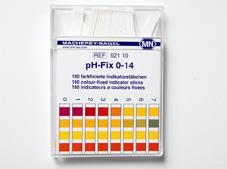 MACHEREY-NAGEL
MN
REF 921 10
pH-Fix 0-14
100 farbfixierte Indikatorstäbchen
100 colour-fixed indicator sticks
100 indicateurs à couleurs fixées
0 1 2 3 4 5 6 7